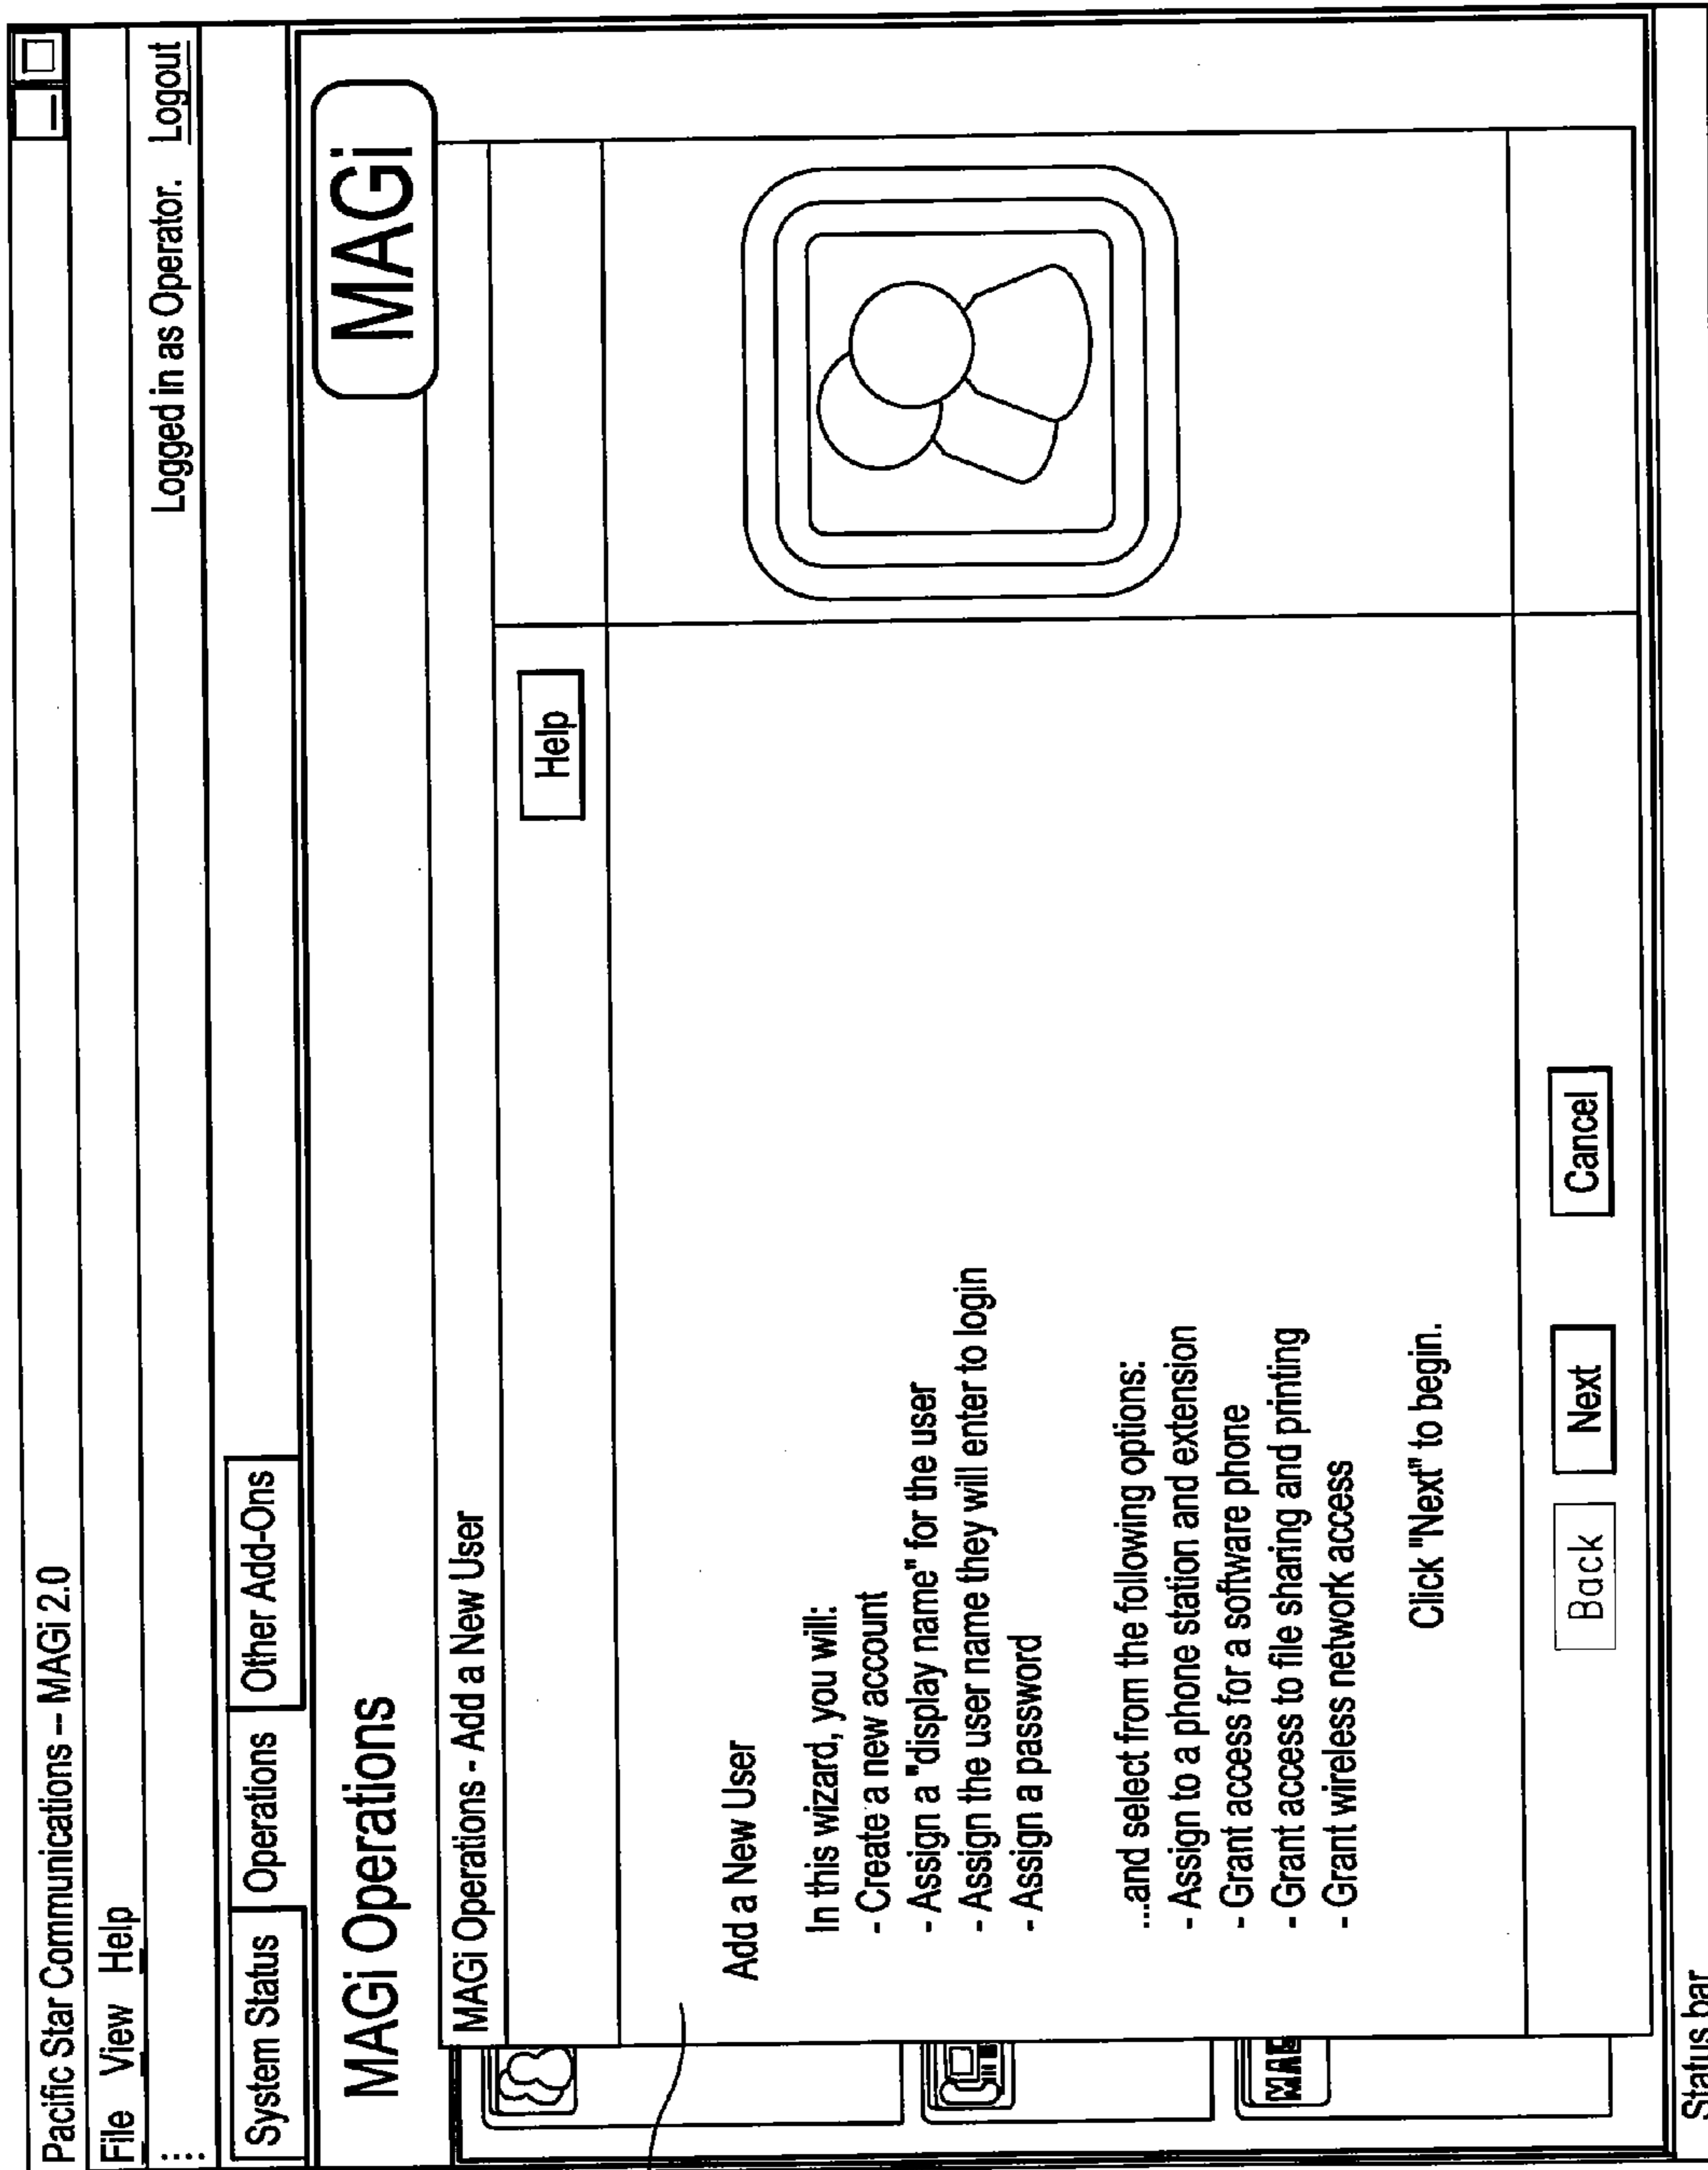 Pacific Star Communications -- MAGi 2.0
File View Help
Logged in as Operator. Logout
System Status Operations Other Add-Ons
MAGi Operations
MAGi
MAGi Operations - Add a New User
Help
Add a New User
In this wizard, you will:
- Create a new account
- Assign a "display name" for the user
- Assign the user name they will enter to login
- Assign a password
...and select from the following options:
- Assign to a phone station and extension
- Grant access for a software phone
- Grant access to file sharing and printing
- Grant wireless network access
Click "Next" to begin.
Back Next Cancel
Status bar